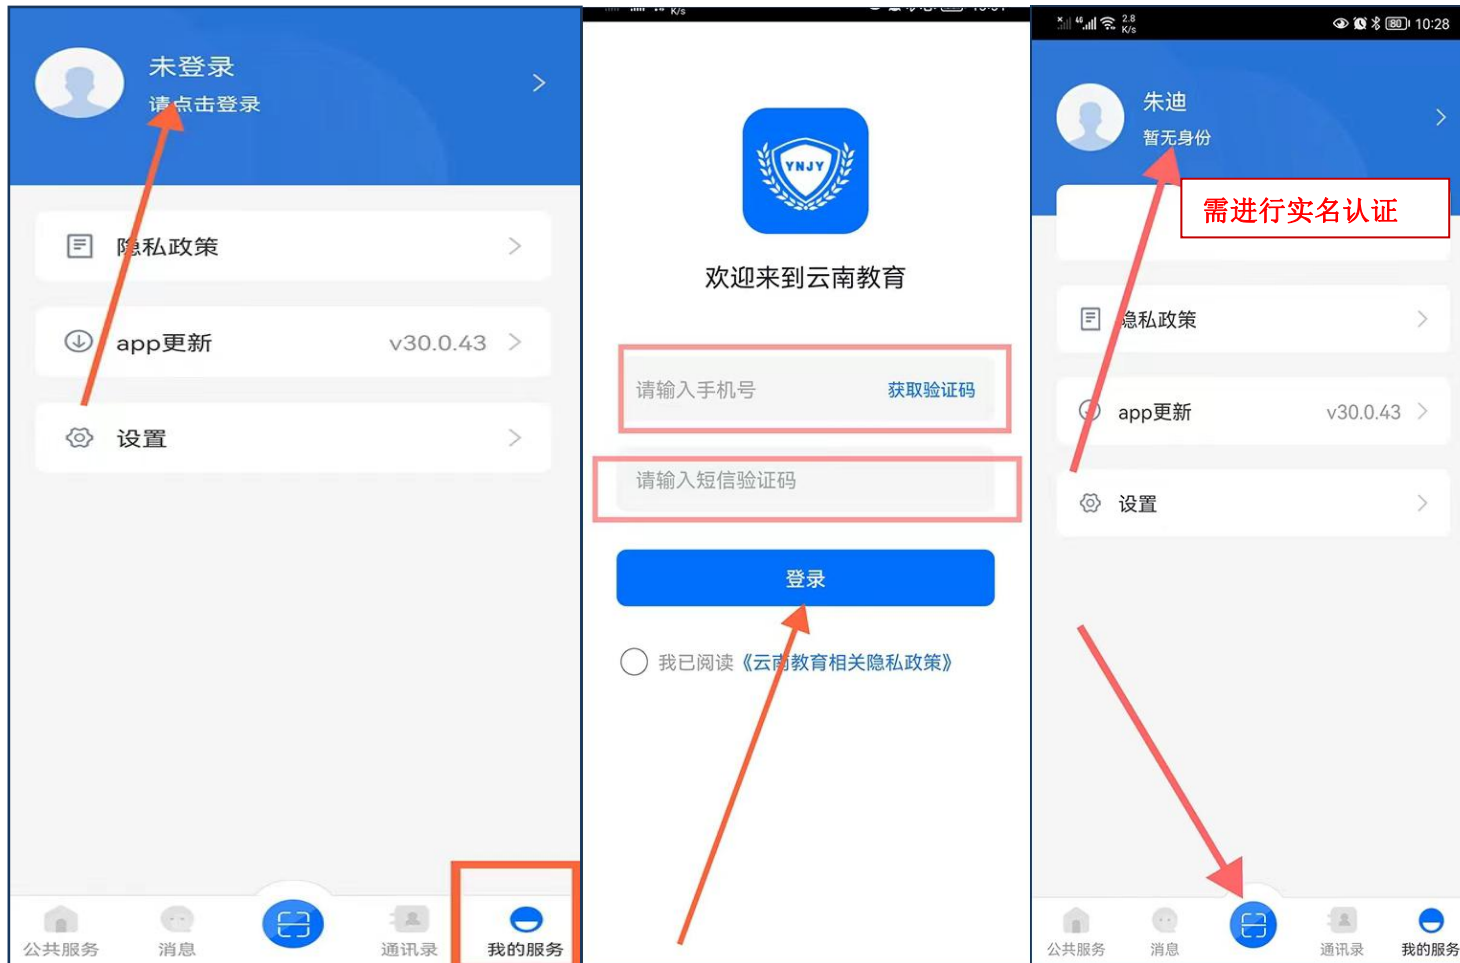 未登录
请点击登录
隐私政策
app更新
v30.0.43
设置
公共服务
消息
通讯录
我的服务
K/s
YNJY
欢迎来到云南教育
请输入手机号
获取验证码
请输入短信验证码
登录
我已阅读《云南教育相关隐私政策》
46 2.8 K/s
80 10:28
朱迪
暂无身份
需进行实名认证
隐私政策
app更新
v30.0.43
设置
公共服务
消息
通讯录
我的服务